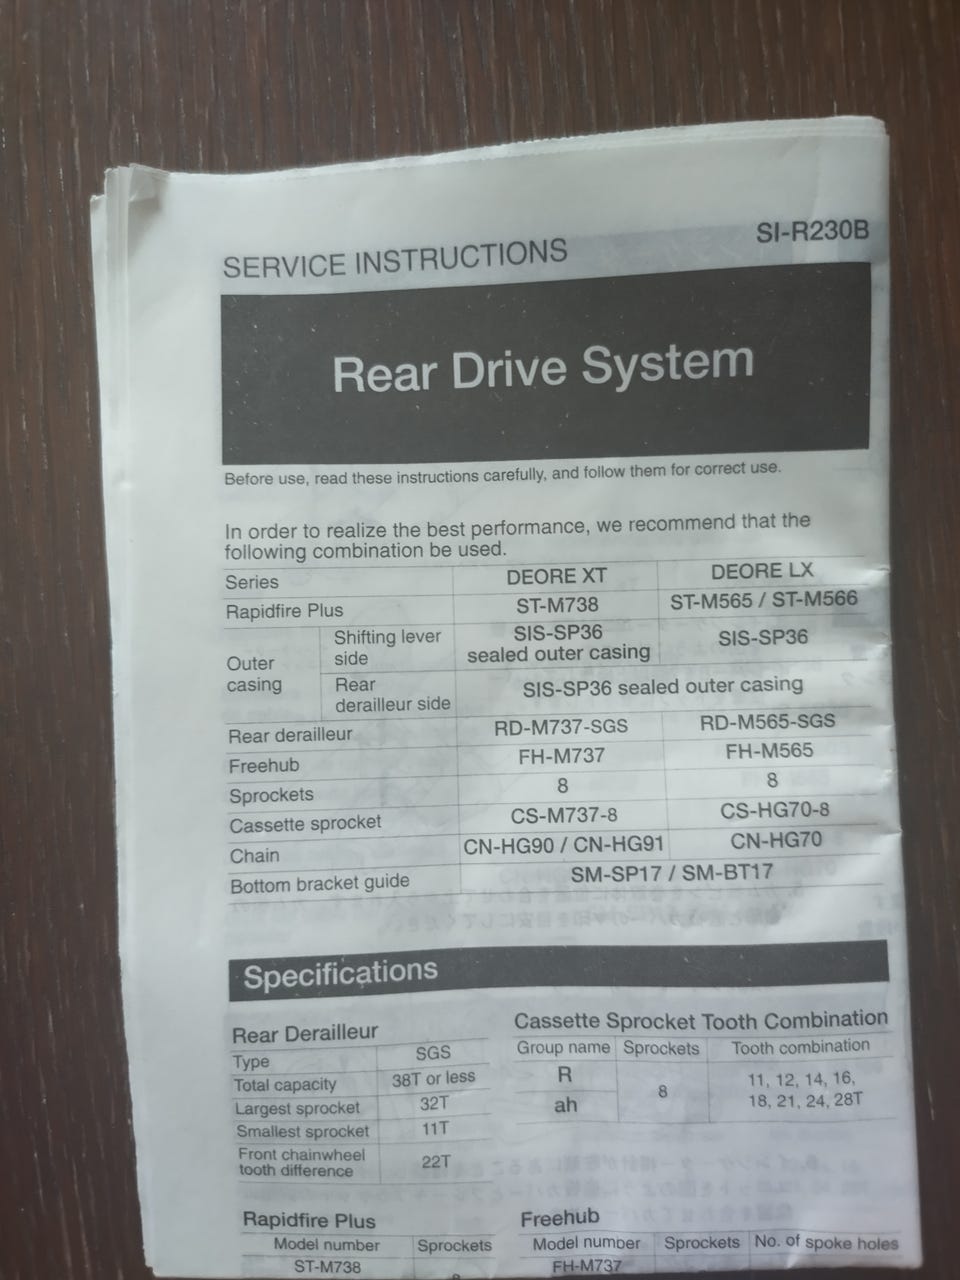 SI-R230B
SERVICE INSTRUCTIONS
Rear Drive System
Before use, read these instructions carefully, and follow them for correct use.
In order to realize the best performance, we recommend that the
following combination be used.
Series DEORE XT DEORE LX
Rapidfire Plus ST-M738 ST-M565 / ST-M566
Outer casing Shifting lever side SIS-SP36 sealed outer casing SIS-SP36
Rear derailleur side SIS-SP36 sealed outer casing
Rear derailleur RD-M737-SGS RD-M565-SGS
Freehub FH-M737 FH-M565
Sprockets 8 8
Cassette sprocket CS-M737-8 CS-HG70-8
Chain CN-HG90 / CN-HG91 CN-HG70
Bottom bracket guide SM-SP17 / SM-BT17
Specifications
Rear Derailleur
Type SGS
Total capacity 38T or less
Largest sprocket 32T
Smallest sprocket 11T
Front chainwheel tooth difference 22T
Cassette Sprocket Tooth Combination
Group name Sprockets Tooth combination
R 8 11, 12, 14, 16,
ah 18, 21, 24, 28T
Rapidfire Plus
Model number Sprockets
ST-M738 8
Freehub
Model number Sprockets No. of spoke holes
FH-M737